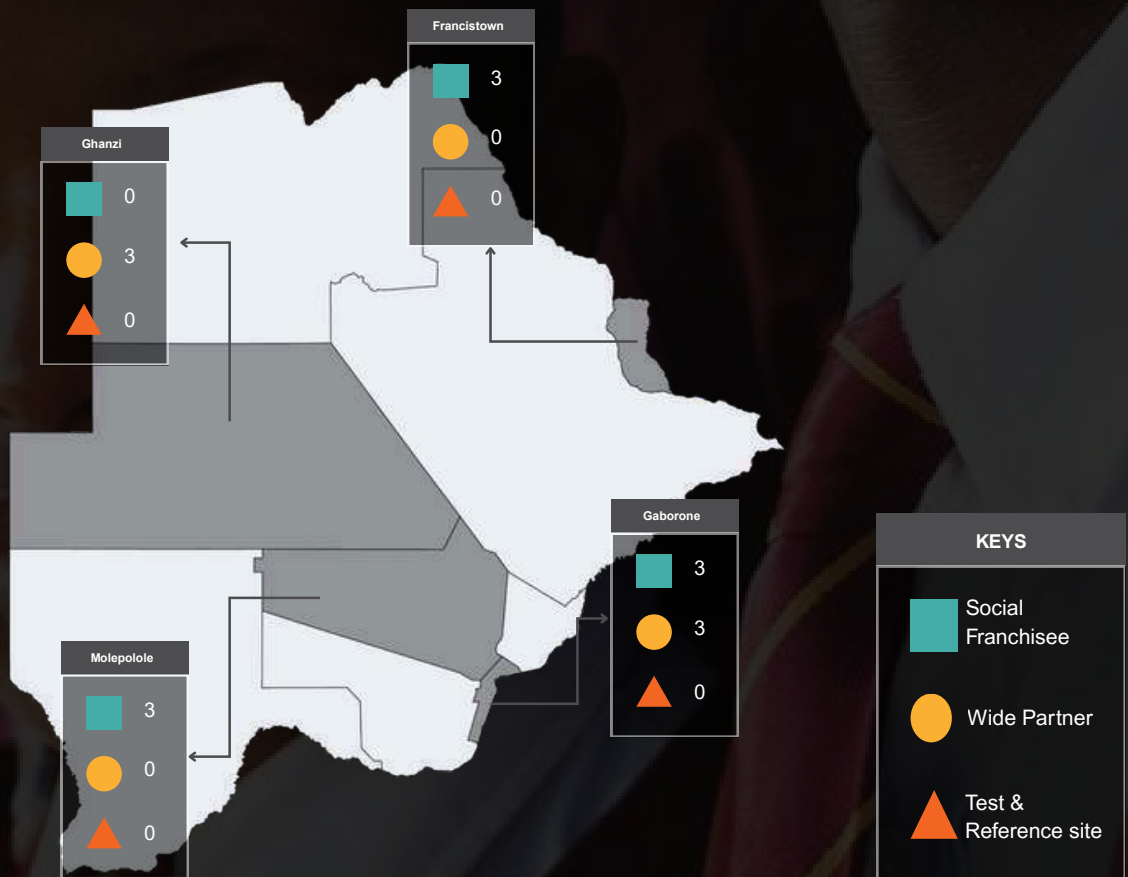 Francistown
3
0
0
Ghanzi
0
3
0
Gaborone
3
3
0
Molepolole
3
0
0
KEYS
Social
Franchisee
Wide Partner
Test &
Reference site